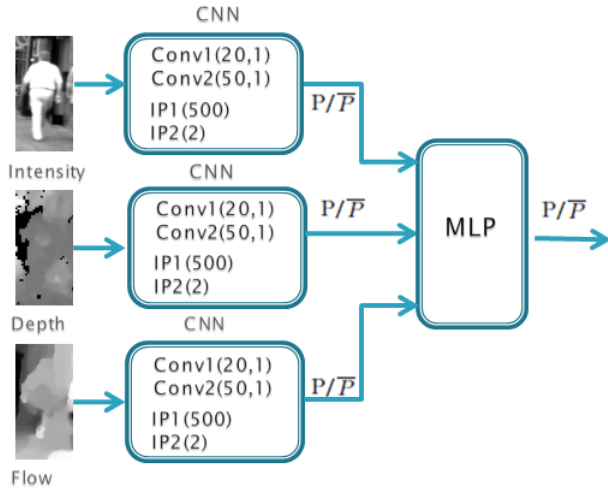 CNN
Conv1(20,1)
Conv2(50,1)
IP1(500)
IP2(2)
P/P̅
Intensity
CNN
Conv1(20,1)
Conv2(50,1)
IP1(500)
IP2(2)
P/P̅
MLP
P/P̅
Depth
CNN
Conv1(20,1)
Conv2(50,1)
IP1(500)
IP2(2)
P/P̅
Flow